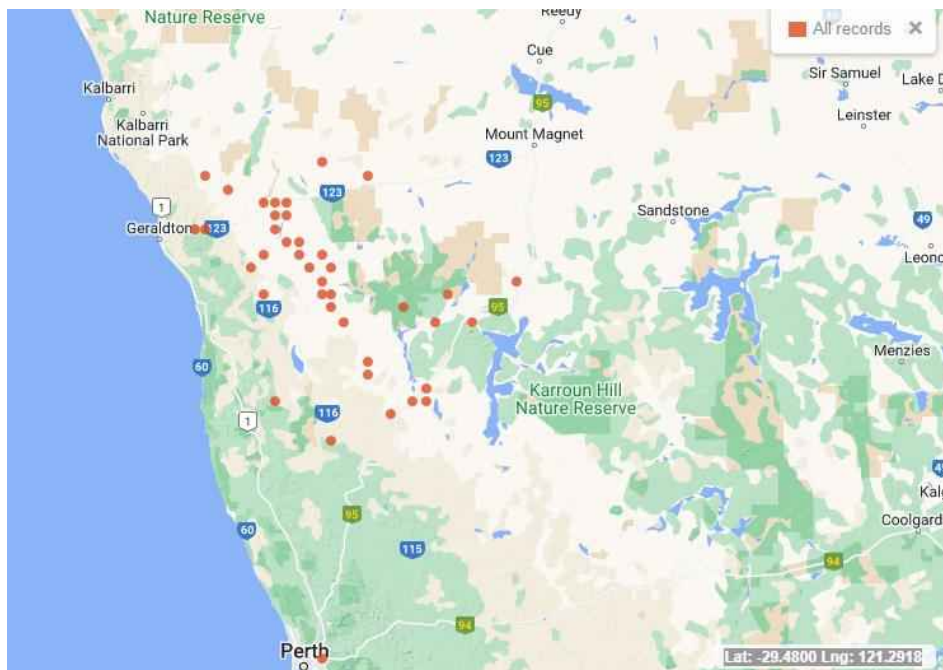 Nature Reserve
Reedy
All records
Cue
Sir Samuel
Lake D
Kalbarri
95
Leinster
Kalbarri
National Park
Mount Magnet
123
123
Sandstone
1
Geraldton
123
49
Leono
116
95
60
Menzies
Karroun Hill
Nature Reserve
116
1
49
Kalg
95
Coolgard
60
115
94
94
Perth
Lat: -29.4800 Lng: 121.2918